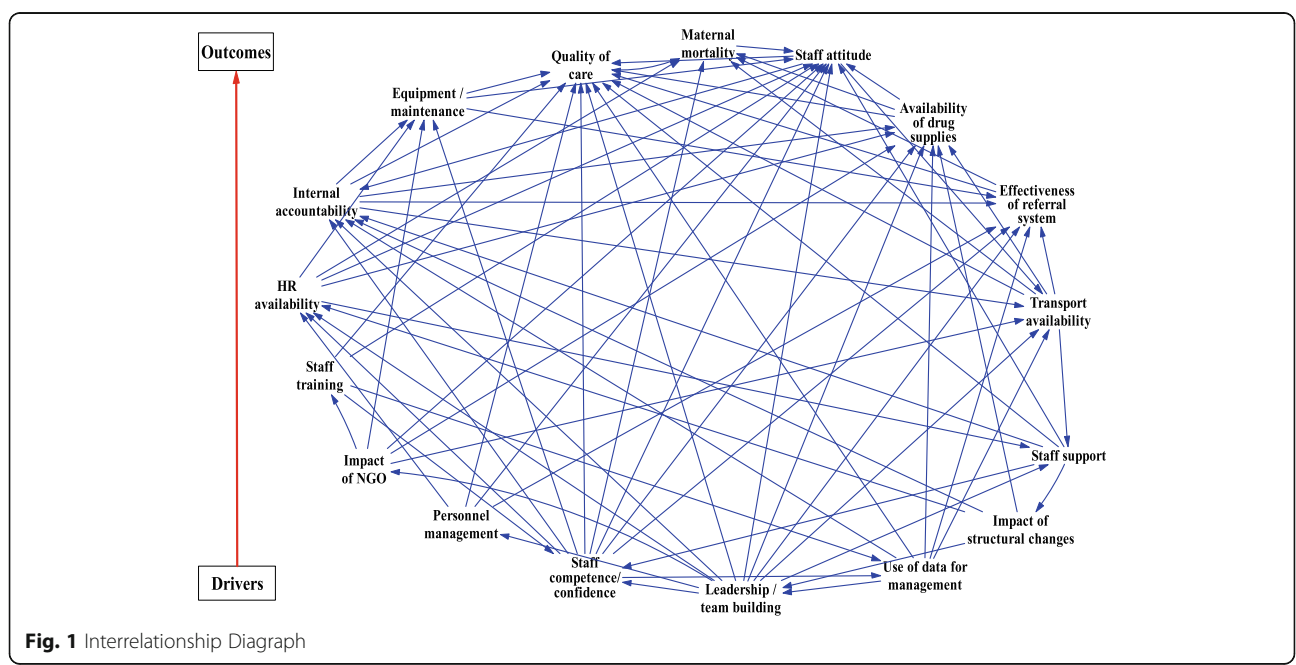 Outcomes
Drivers
Maternal
mortality
Staff attitude
Quality of
care
Equipment /
maintenance
Availability
of drug
supplies
Internal
accountability
Effectiveness
of referral
system
HR
availability
Transport
availability
Staff
training
Impact
of NGO
Staff support
Personnel
management
Impact of
structural changes
Staff
competence/
confidence
Leadership /
team building
Use of data for
management
Fig. 1 Interrelationship Diagraph